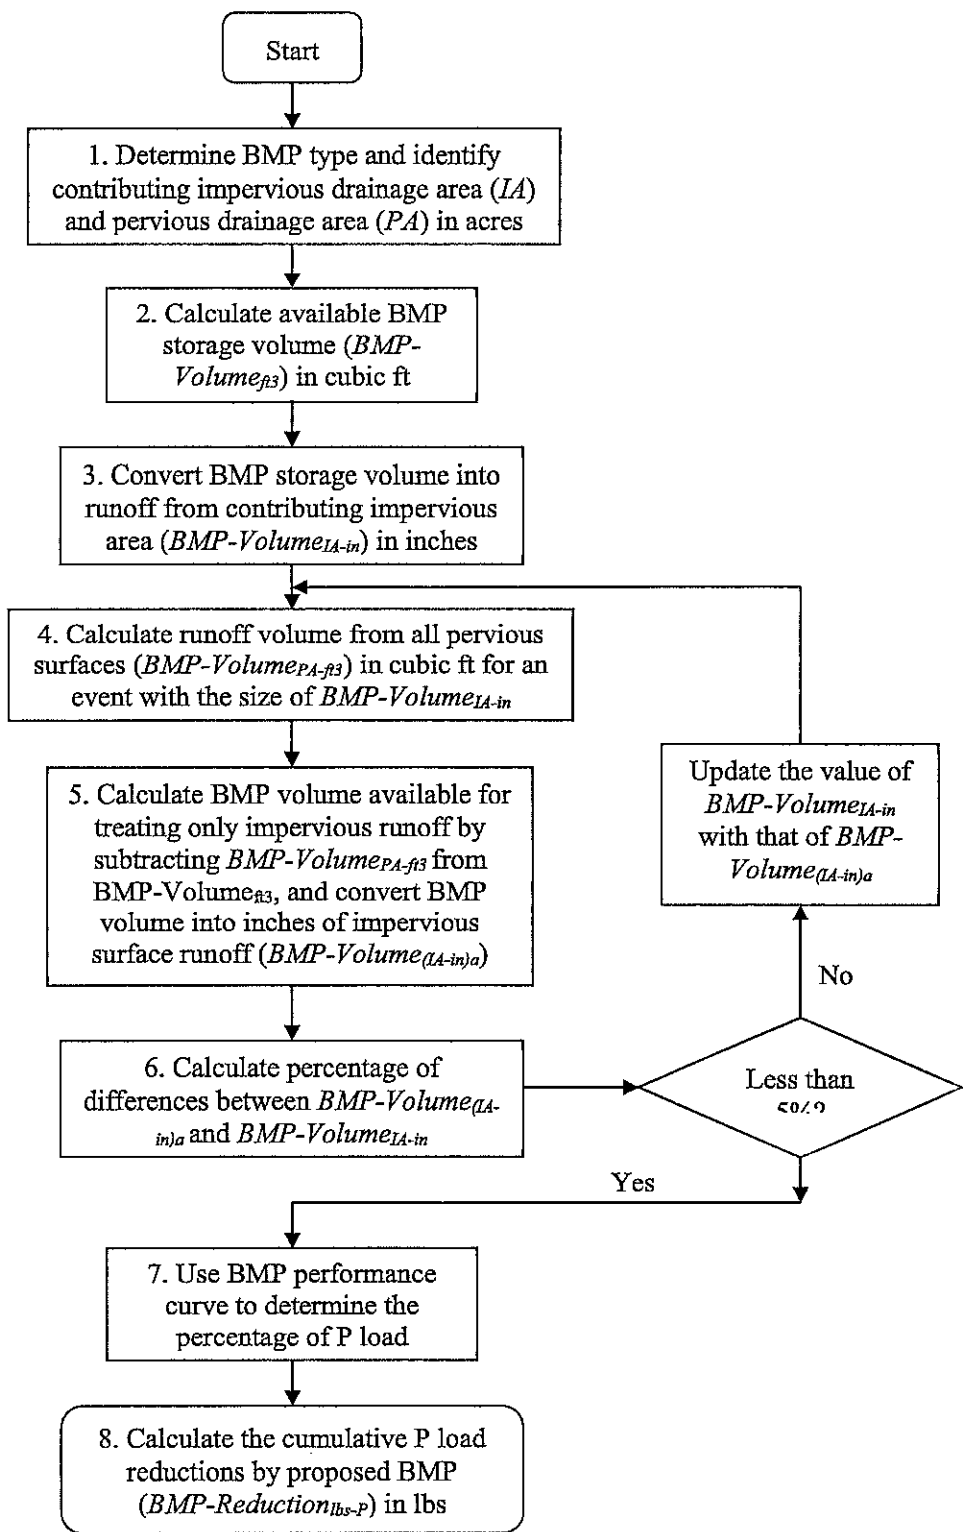 Start
1. Determine BMP type and identify
contributing impervious drainage area (IA)
and pervious drainage area (PA) in acres
2. Calculate available BMP
storage volume (BMP-
Volumeft3) in cubic ft
3. Convert BMP storage volume into
runoff from contributing impervious
area (BMP-VolumeIA-in) in inches
4. Calculate runoff volume from all pervious
surfaces (BMP-VolumePA-ft3) in cubic ft for an
event with the size of BMP-VolumeIA-in
5. Calculate BMP volume available for
treating only impervious runoff by
subtracting BMP-VolumePA-ft3 from
BMP-Volumeft3, and convert BMP
volume into inches of impervious
surface runoff (BMP-Volume(IA-in)a)
Update the value of
BMP-VolumeIA-in
with that of BMP-
Volume(IA-in)a
No
6. Calculate percentage of
differences between BMP-Volume(IA-
in)a and BMP-VolumeIA-in
Less than
Yes
7. Use BMP performance
curve to determine the
percentage of P load
8. Calculate the cumulative P load
reductions by proposed BMP
(BMP-Reductionlbs-P) in lbs